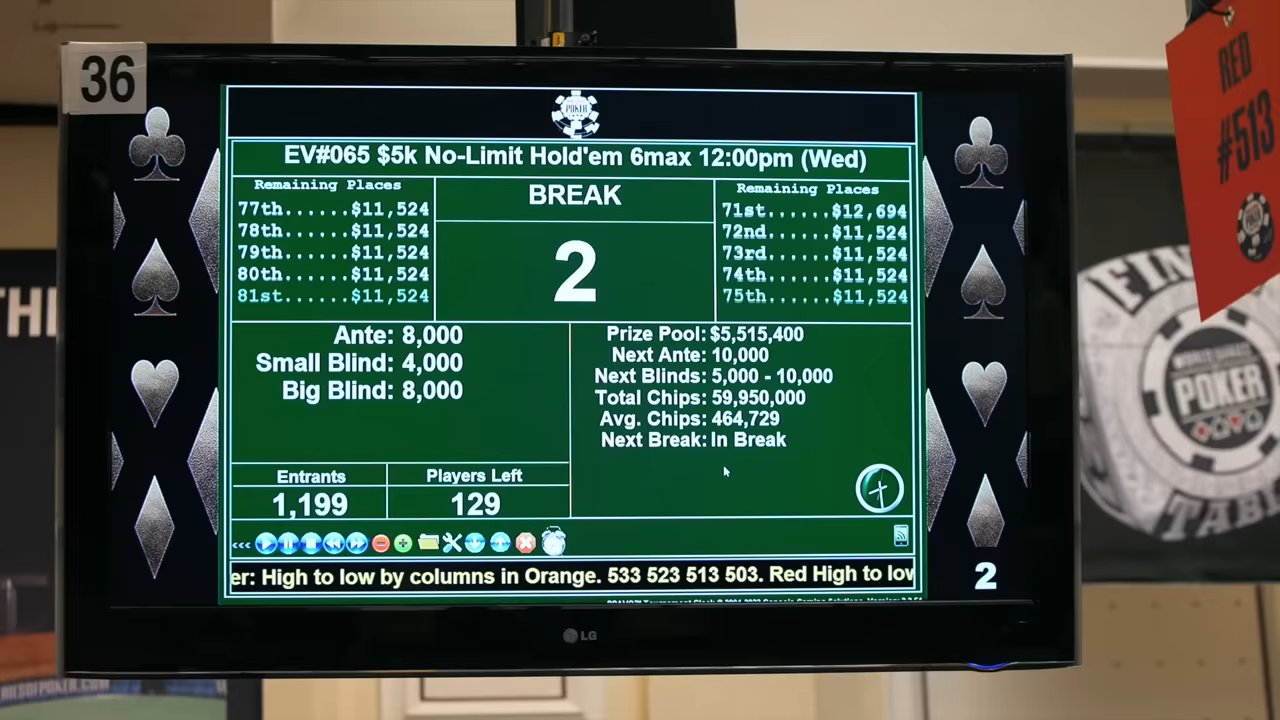 36
RED
#513
POKER
EV#065 $5k No-Limit Hold'em 6max 12:00pm (Wed)
Remaining Places
77th......$11,524
78th......$11,524
79th......$11,524
80th......$11,524
81st......$11,524
BREAK
2
Remaining Places
71st......$12,694
72nd......$11,524
73rd......$11,524
74th......$11,524
75th......$11,524
Ante: 8,000
Small Blind: 4,000
Big Blind: 8,000
Prize Pool: $5,515,400
Next Ante: 10,000
Next Blinds: 5,000 - 10,000
Total Chips: 59,950,000
Avg. Chips: 464,729
Next Break: In Break
Entrants
1,199
Players Left
129
<<<
er: High to low by columns in Orange. 533 523 513 503. Red High to low
2
LG
POKER